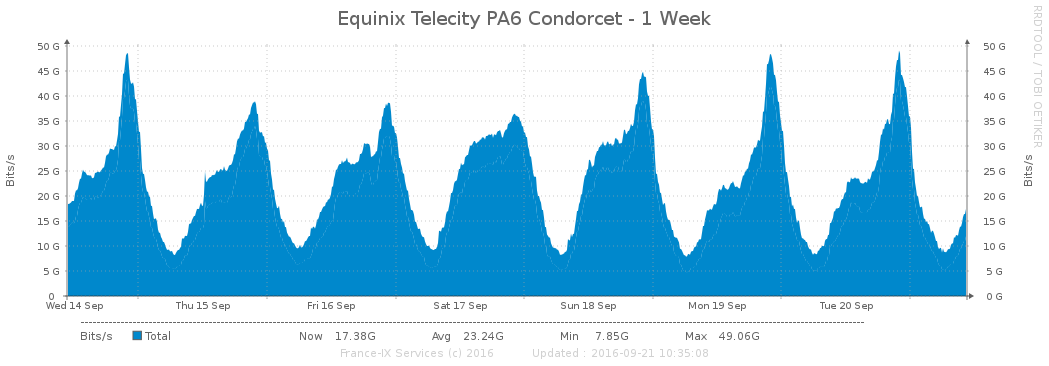 Equinix Telecity PA6 Condorcet - 1 Week
RRDTOOL / TOBI OETIKER
Bits/s
50 G
45 G
40 G
35 G
30 G
25 G
20 G
15 G
10 G
5 G
0
50 G
45 G
40 G
35 G
30 G
25 G
20 G
15 G
10 G
5 G
0 G
Bits/s
Wed 14 Sep Thu 15 Sep Fri 16 Sep Sat 17 Sep Sun 18 Sep Mon 19 Sep Tue 20 Sep
Bits/s Total Now 17.38G Avg 23.24G Min 7.85G Max 49.06G
France-IX Services (c) 2016 Updated : 2016-09-21 10:35:08